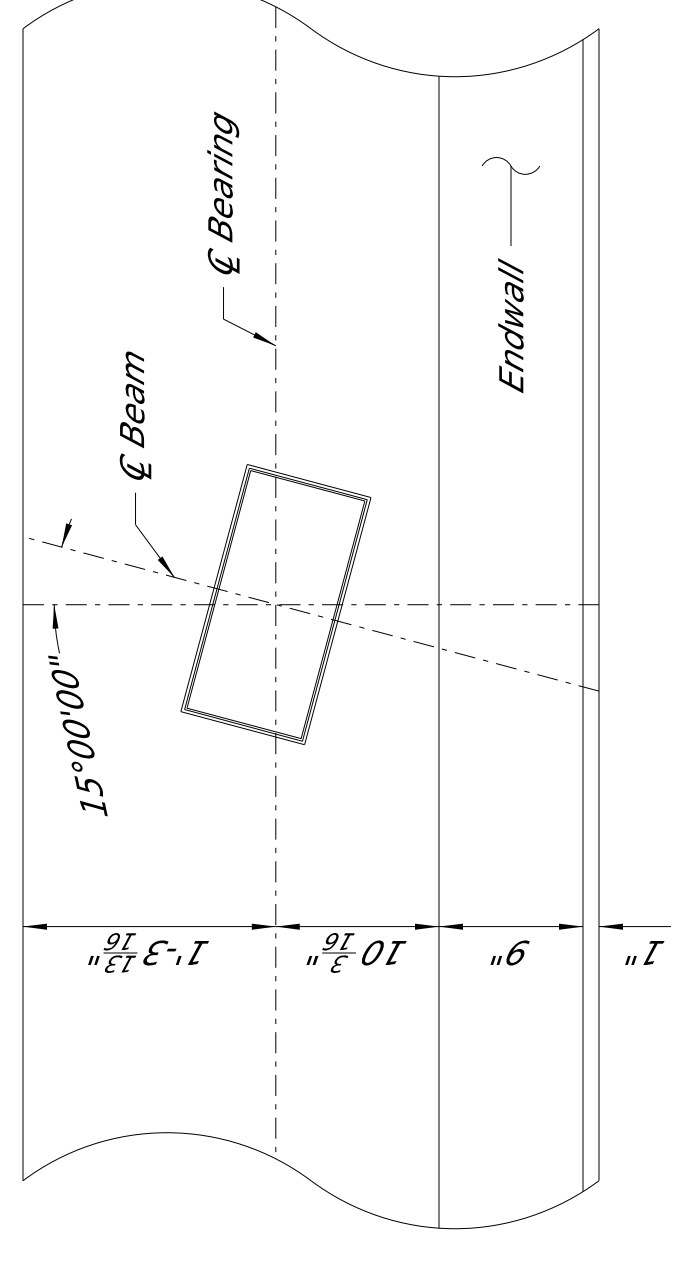 ℄ Bearing
Endwall
℄ Beam
15°00'00"
1'-3 13/16"
10 3/16"
9"
1"